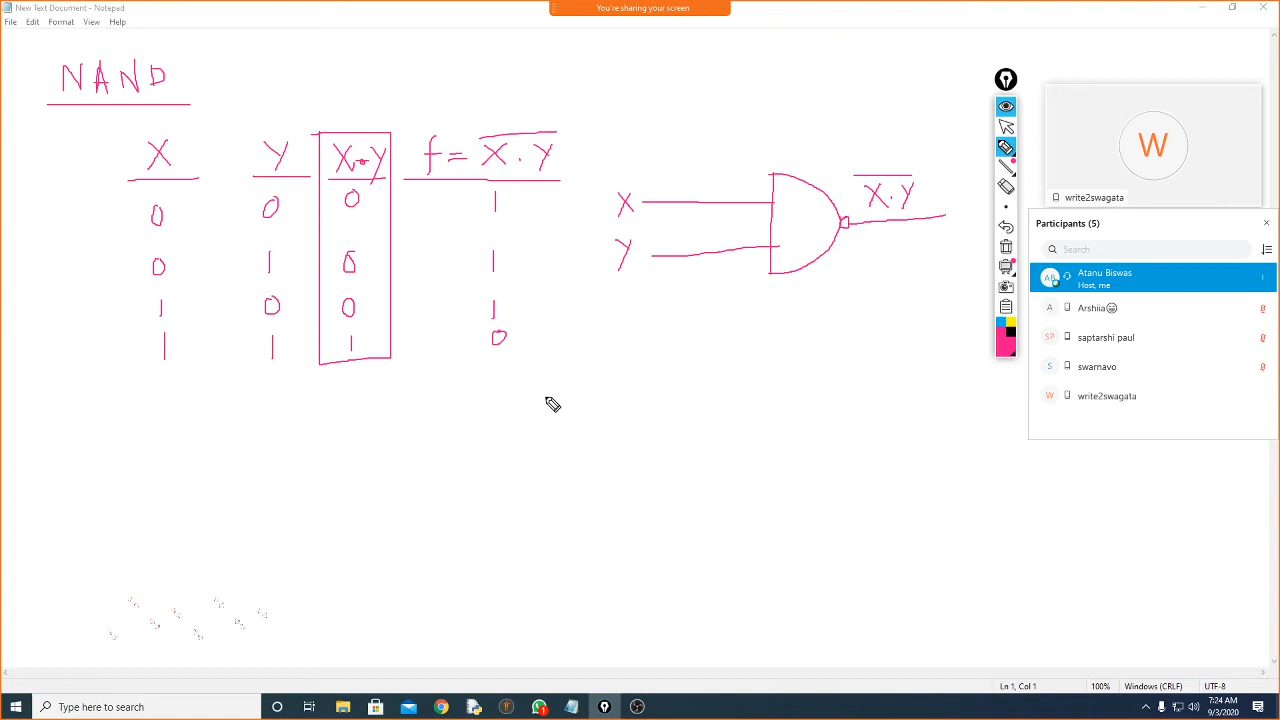 New Text Document - Notepad
You're sharing your screen
File Edit Format View Help
NAND
X Y X.Y f = X̅.̅Y̅
0 0 0 1
0 1 0 1
1 0 0 1
1 1 1 0
X
Y
X̅.̅Y̅
W
write2swagata
Participants (5)
Search
AB Atanu Biswas
Host, me
A Arshiia😀
SP saptarshi paul
S swarnavo
W write2swagata
Ln 1, Col 1 100% Windows (CRLF) UTF-8
Type here to search
1
7:24 AM
9/3/2020